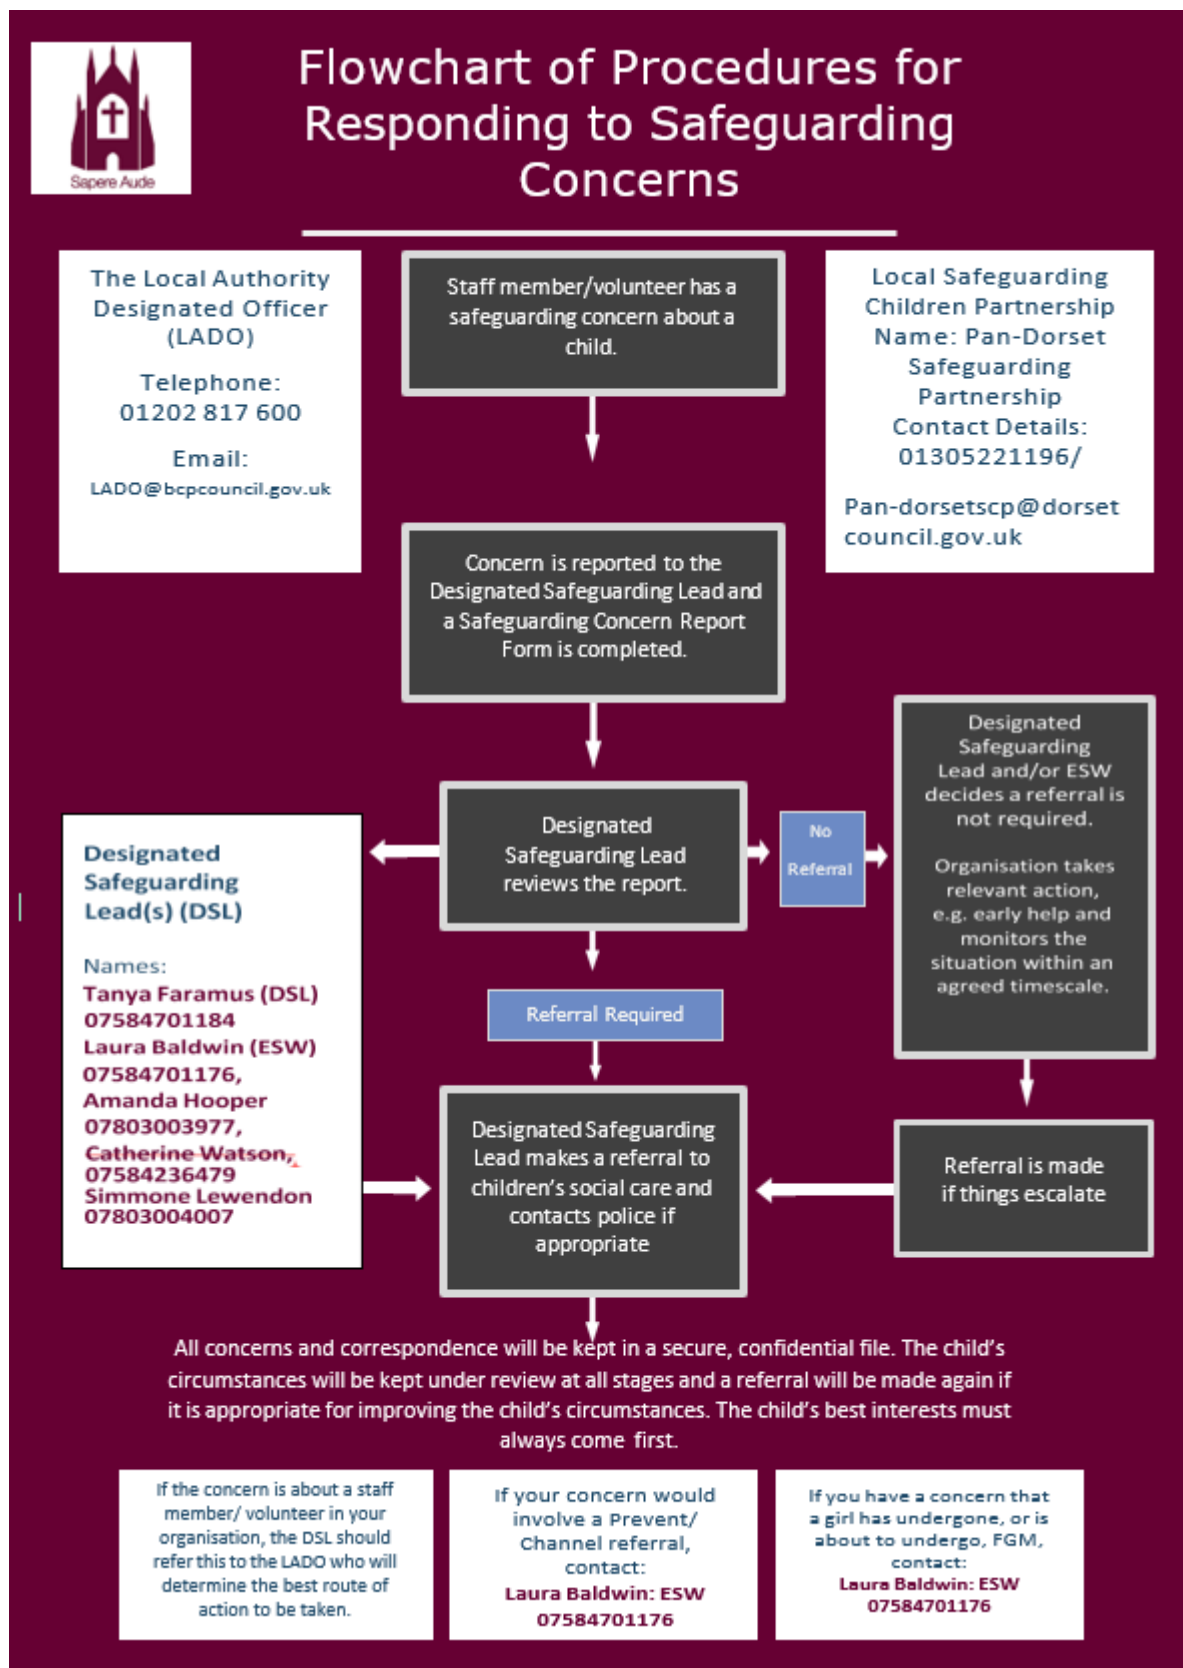 Sapere Aude
Flowchart of Procedures for
Responding to Safeguarding
Concerns
The Local Authority
Designated Officer
(LADO)
Telephone:
01202 817 600
Email:
LADO@bcpcouncil.gov.uk
Staff member/volunteer has a
safeguarding concern about a
child.
Local Safeguarding
Children Partnership
Name: Pan-Dorset
Safeguarding
Partnership
Contact Details:
01305221196/
Pan-dorsetscp@dorset
council.gov.uk
Concern is reported to the
Designated Safeguarding Lead and
a Safeguarding Concern Report
Form is completed.
Designated
Safeguarding Lead
reviews the report.
No
Referral
Designated
Safeguarding
Lead and/or ESW
decides a referral is
not required.
Organisation takes
relevant action,
e.g. early help and
monitors the
situation within an
agreed timescale.
Designated
Safeguarding
Lead(s) (DSL)
Names:
Tanya Faramus (DSL)
07584701184
Laura Baldwin (ESW)
07584701176,
Amanda Hooper
07803003977,
Catherine Watson,
07584236479
Simmone Lewendon
07803004007
Referral Required
Designated Safeguarding
Lead makes a referral to
children's social care and
contacts police if
appropriate
Referral is made
if things escalate
All concerns and correspondence will be kept in a secure, confidential file. The child's
circumstances will be kept under review at all stages and a referral will be made again if
it is appropriate for improving the child's circumstances. The child's best interests must
always come first.
If the concern is about a staff
member/ volunteer in your
organisation, the DSL should
refer this to the LADO who will
determine the best route of
action to be taken.
If your concern would
involve a Prevent/
Channel referral,
contact:
Laura Baldwin: ESW
07584701176
If you have a concern that
a girl has undergone, or is
about to undergo, FGM,
contact:
Laura Baldwin: ESW
07584701176